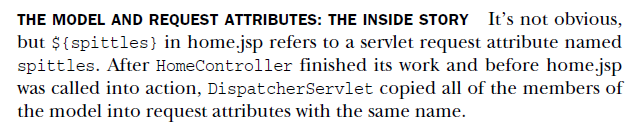 THE MODEL AND REQUEST ATTRIBUTES: THE INSIDE STORY It's not obvious,
but ${spittles} in home.jsp refers to a servlet request attribute named
spittles. After HomeController finished its work and before home.jsp
was called into action, DispatcherServlet copied all of the members of
the model into request attributes with the same name.